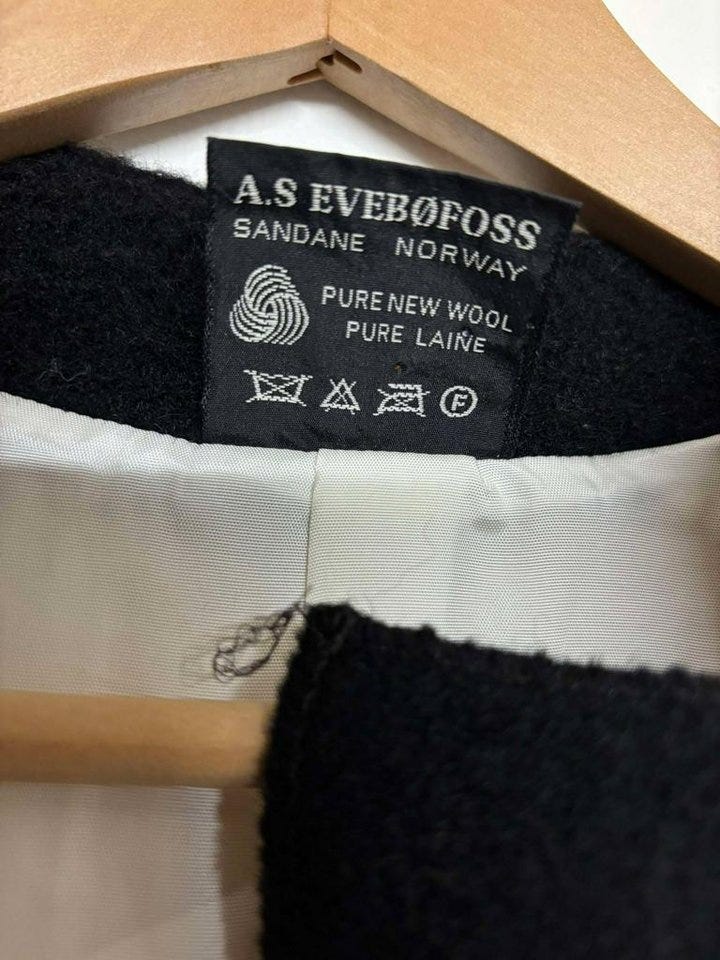 A.S EVEBØFOSS
SANDANE NORWAY
PURE NEW WOOL
PURE LAINE
F